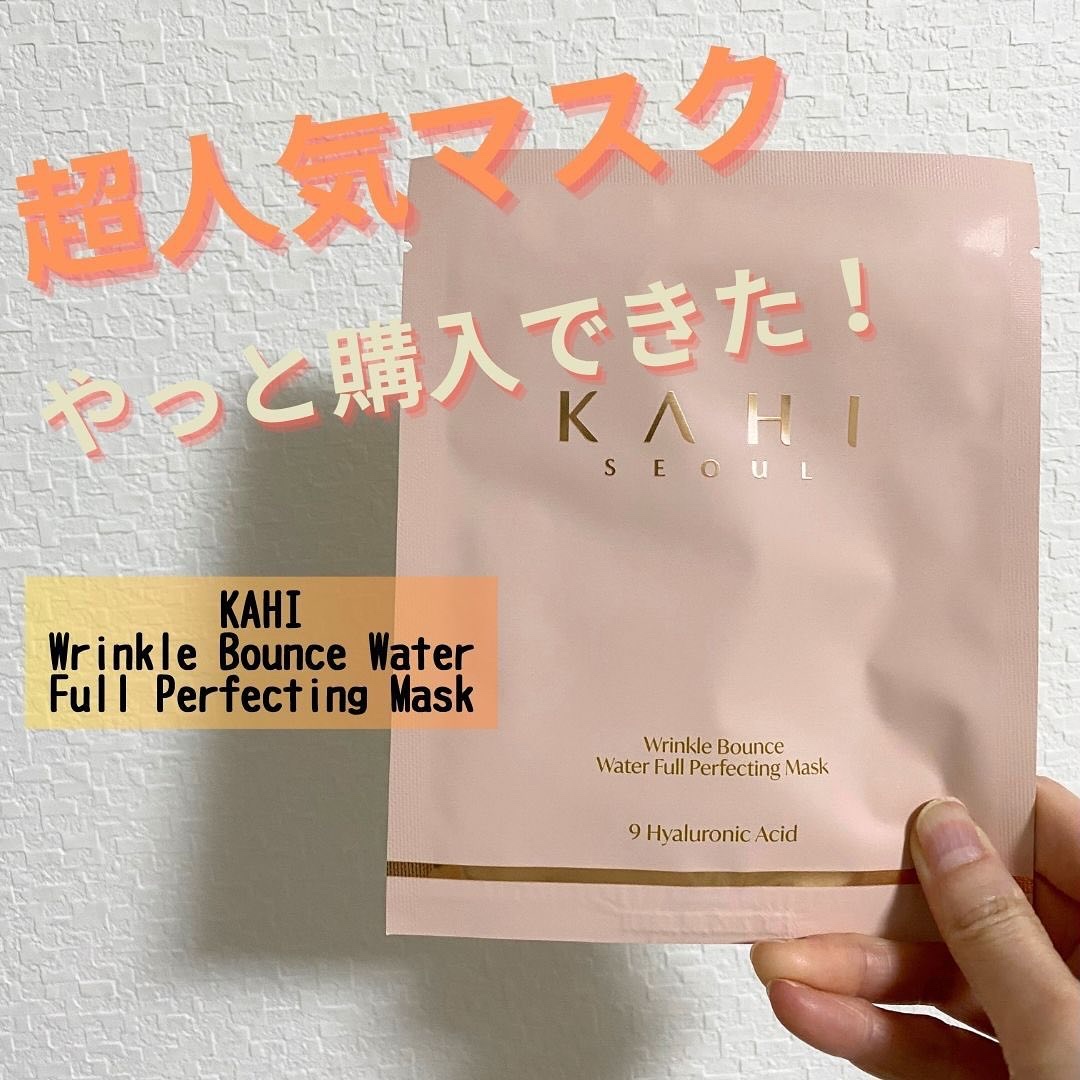 超人気マスク
やっと購入できた！
KAHI
SEOUL
KAHI
Wrinkle Bounce Water
Full Perfecting Mask
Wrinkle Bounce
Water Full Perfecting Mask
9 Hyaluronic Acid